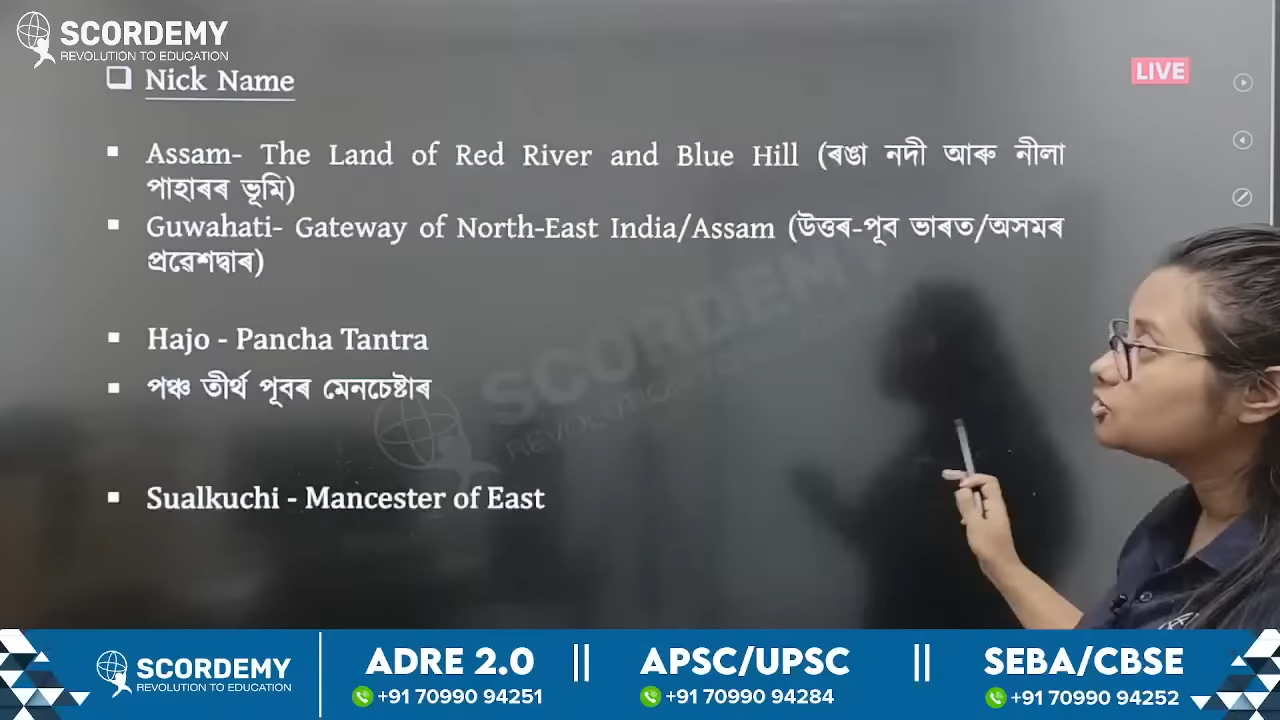 SCORDEMY
REVOLUTION TO EDUCATION
LIVE
Nick Name
Assam- The Land of Red River and Blue Hill (ৰঙা নদী আৰু নীলা
পাহাৰৰ ভূমি)
Guwahati- Gateway of North-East India/Assam (উত্তৰ-পূব ভাৰত/অসমৰ
প্ৰৱেশদ্বাৰ)
Hajo - Pancha Tantra
পঞ্চ তীৰ্থ পূবৰ মেনচেষ্টাৰ
Sualkuchi - Mancester of East
SCORDEMY
SCORDEMY
REVOLUTION TO EDUCATION
ADRE 2.0 || APSC/UPSC || SEBA/CBSE
+91 70990 94251 +91 70990 94284 +91 70990 94252